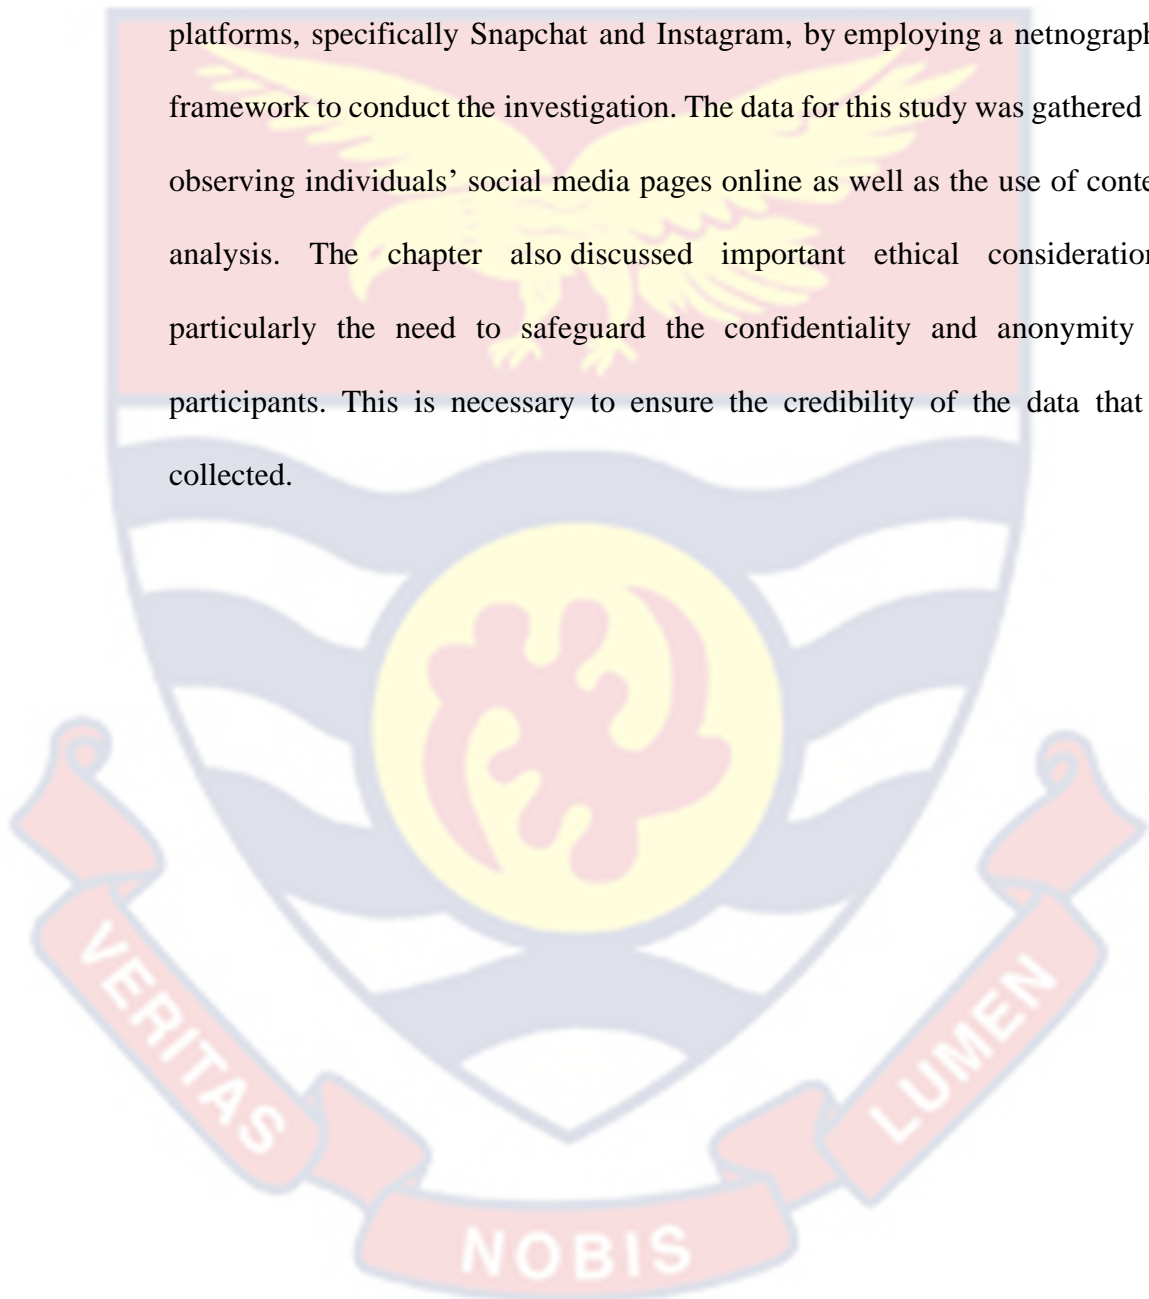 platforms, specifically Snapchat and Instagram, by employing a netnograph
framework to conduct the investigation. The data for this study was gathered
observing individuals’ social media pages online as well as the use of conte
analysis. The chapter also discussed important ethical consideration
particularly the need to safeguard the confidentiality and anonymity
participants. This is necessary to ensure the credibility of the data that
collected.
VERITAS
NOBIS
LUMEN